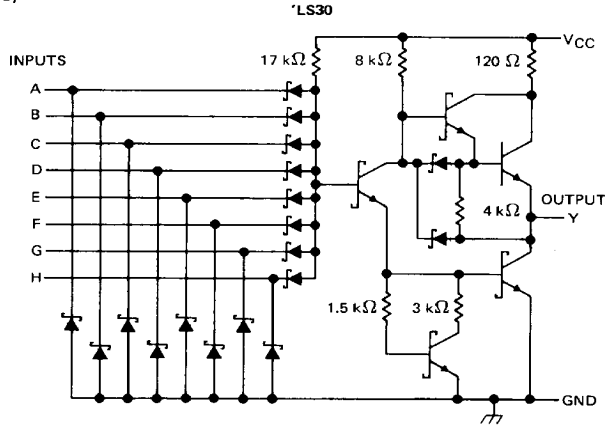 'LS30
VCC
INPUTS
17 kΩ
8 kΩ
120 Ω
A
B
C
D
E
F
G
H
4 kΩ
OUTPUT
Y
1.5 kΩ
3 kΩ
GND